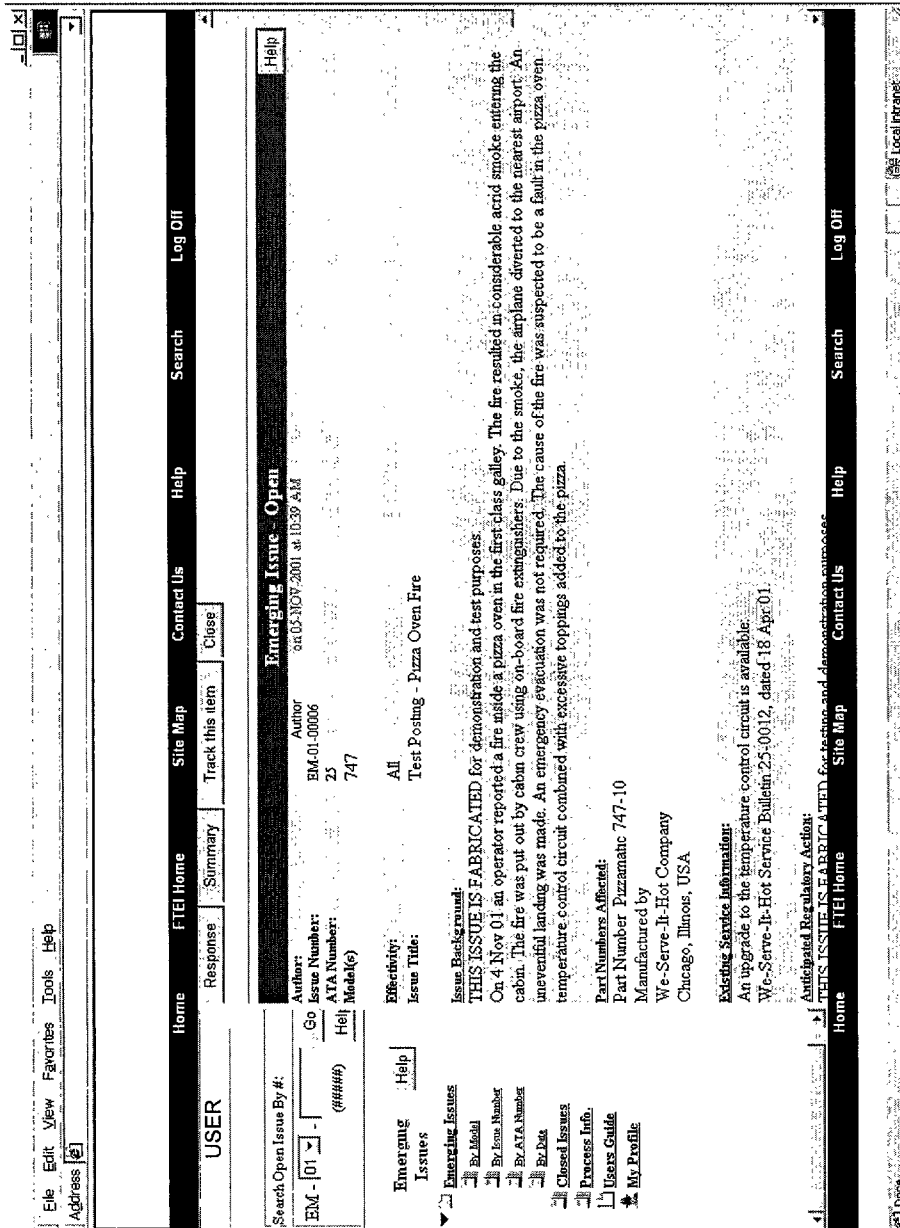 File Edit View Favorites Tools Help
Address
Home FTEI Home Site Map Contact Us Help Search Log Off
USER
Response Summary Track this item Close
Search Open Issue By #:
EM - 01 - Go
(#####) Help
Emerging Issues Help
Emerging Issues
By Model
By Issue Number
By ATA Number
By Date
Closed Issues
Process Info.
Users Guide
My Profile
Emerging Issue - Open Help
Author: Author on 05-NOV-2001 at 10:39 AM
Issue Number: EM-01-00006
ATA Number: 25
Model(s) 747
Effectivity: All
Issue Title: Test Posting - Pizza Oven Fire
Issue Background:
THIS ISSUE IS FABRICATED for demonstration and test purposes.
On 4 Nov 01 an operator reported a fire inside a pizza oven in the first class galley. The fire resulted in considerable acrid smoke entering the
cabin. The fire was put out by cabin crew using on-board fire extinguishers. Due to the smoke, the airplane diverted to the nearest airport. An
uneventful landing was made. An emergency evacuation was not required. The cause of the fire was suspected to be a fault in the pizza oven
temperature control circuit combined with excessive toppings added to the pizza.
Part Numbers Affected:
Part Number Pizzamatic 747-10
Manufactured by
We-Serve-It-Hot Company
Chicago, Illinois, USA
Existing Service Information:
An upgrade to the temperature control circuit is available:
We-Serve-It-Hot Service Bulletin 25-0012, dated 18 Apr 01.
Anticipated Regulatory Action:
THIS ISSUE IS FABRICATED for testing and demonstration purposes
Home FTEI Home Site Map Contact Us Help Search Log Off
Done Local intranet